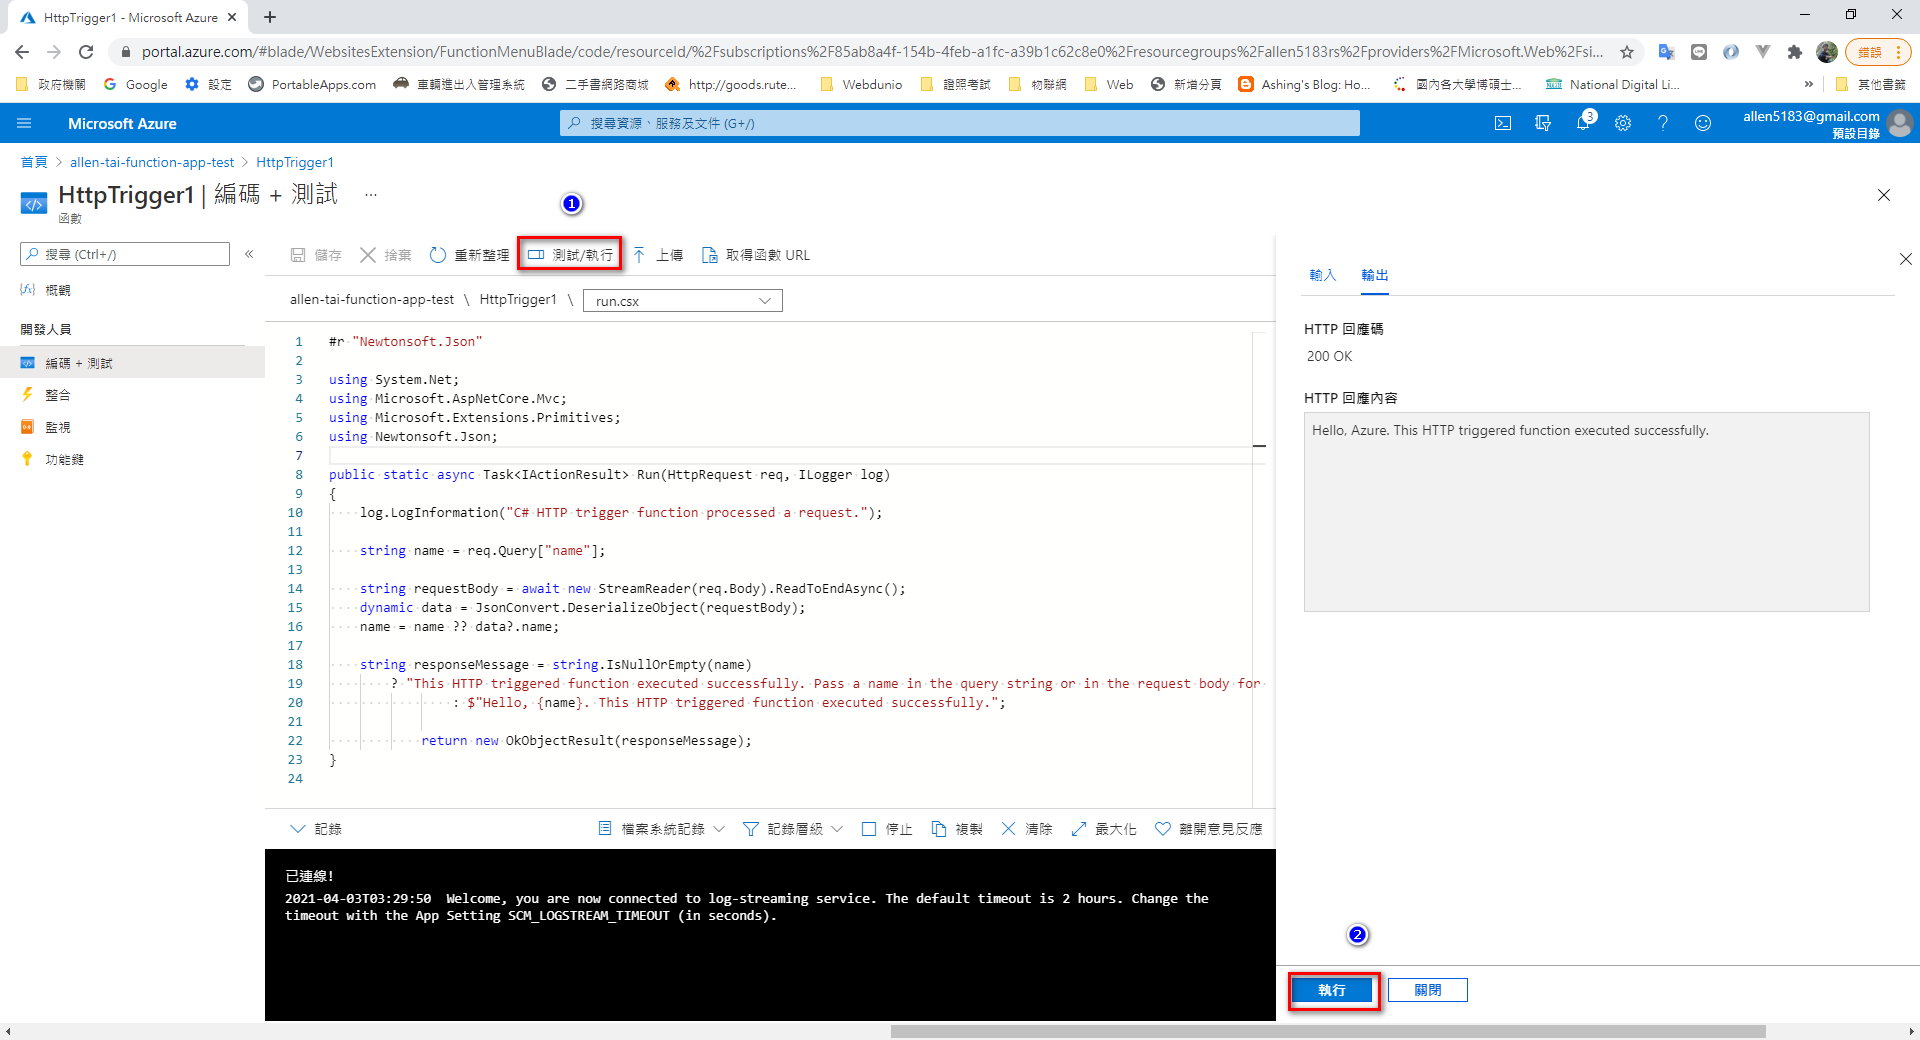 HttpTrigger1 - Microsoft Azure
portal.azure.com/#blade/WebsitesExtension/FunctionMenuBlade/code/resourceId/%2Fsubscriptions%2F85ab8a4f-154b-4feb-a1fc-a39b1c62c8e0%2Fresourcegroups%2Fallen5183rs%2Fproviders%2FMicrosoft.Web%2Fsi...
錯誤
政府機關 Google 設定 PortableApps.com 車輛進出入管理系統 二手書網路商城 http://goods.rute... Webdunio 證照考試 物聯網 Web 新增分頁 Ashing's Blog: Ho... 國內各大學博碩士... National Digital Li... » 其他書籤
Microsoft Azure
搜尋資源、服務及文件 (G+/)
3
allen5183@gmail.com
預設目錄
首頁 > allen-tai-function-app-test > HttpTrigger1
HttpTrigger1 | 編碼 + 測試 ...
函數
1
搜尋 (Ctrl+/) «
概觀
開發人員
編碼 + 測試
整合
監視
功能鍵
儲存 捨棄 重新整理 測試/執行 上傳 取得函數 URL
allen-tai-function-app-test \ HttpTrigger1 \ run.csx
1 #r "Newtonsoft.Json"
2
3 using System.Net;
4 using Microsoft.AspNetCore.Mvc;
5 using Microsoft.Extensions.Primitives;
6 using Newtonsoft.Json;
7
8 public static async Task<IActionResult> Run(HttpRequest req, ILogger log)
9 {
10 log.LogInformation("C# HTTP trigger function processed a request.");
11
12 string name = req.Query["name"];
13
14 string requestBody = await new StreamReader(req.Body).ReadToEndAsync();
15 dynamic data = JsonConvert.DeserializeObject(requestBody);
16 name = name ?? data?.name;
17
18 string responseMessage = string.IsNullOrEmpty(name)
19 ? "This HTTP triggered function executed successfully. Pass a name in the query string or in the request body for
20 : $"Hello, {name}. This HTTP triggered function executed successfully.";
21
22 return new OkObjectResult(responseMessage);
23 }
24
記錄 檔案系統記錄 記錄層級 停止 複製 清除 最大化 離開意見反應
已連線!
2021-04-03T03:29:50 Welcome, you are now connected to log-streaming service. The default timeout is 2 hours. Change the
timeout with the App Setting SCM_LOGSTREAM_TIMEOUT (in seconds).
輸入 輸出
HTTP 回應碼
200 OK
HTTP 回應內容
Hello, Azure. This HTTP triggered function executed successfully.
2
執行 關閉